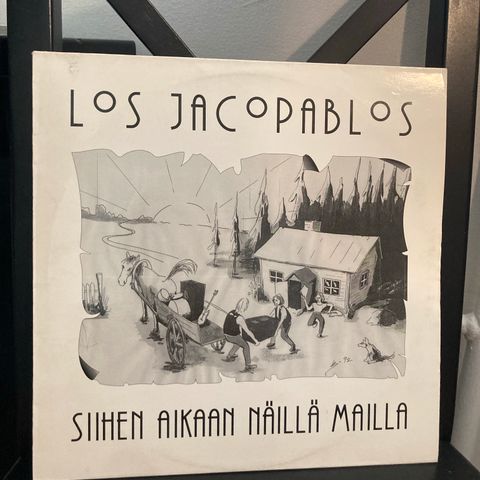 LOS JACOPABLOS
SIIHEN AIKAAN NÄILLÄ MAILLA